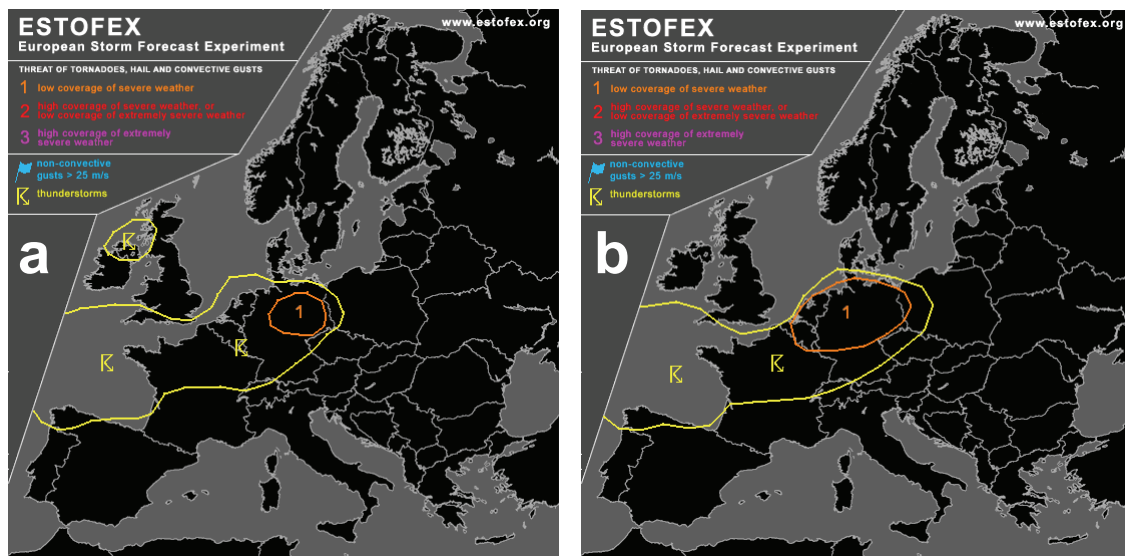 ESTOFEX
www.estofex.org
European Storm Forecast Experiment
THREAT OF TORNADOES, HAIL AND CONVECTIVE GUSTS
1 low coverage of severe weather
2 high coverage of severe weather, or
low coverage of extremely severe weather
3 high coverage of extremely
severe weather
non-convective
gusts > 25 m/s
thunderstorms
a
1
ESTOFEX
www.estofex.org
European Storm Forecast Experiment
THREAT OF TORNADOES, HAIL AND CONVECTIVE GUSTS
1 low coverage of severe weather
2 high coverage of severe weather, or
low coverage of extremely severe weather
3 high coverage of extremely
severe weather
non-convective
gusts > 25 m/s
thunderstorms
b
1